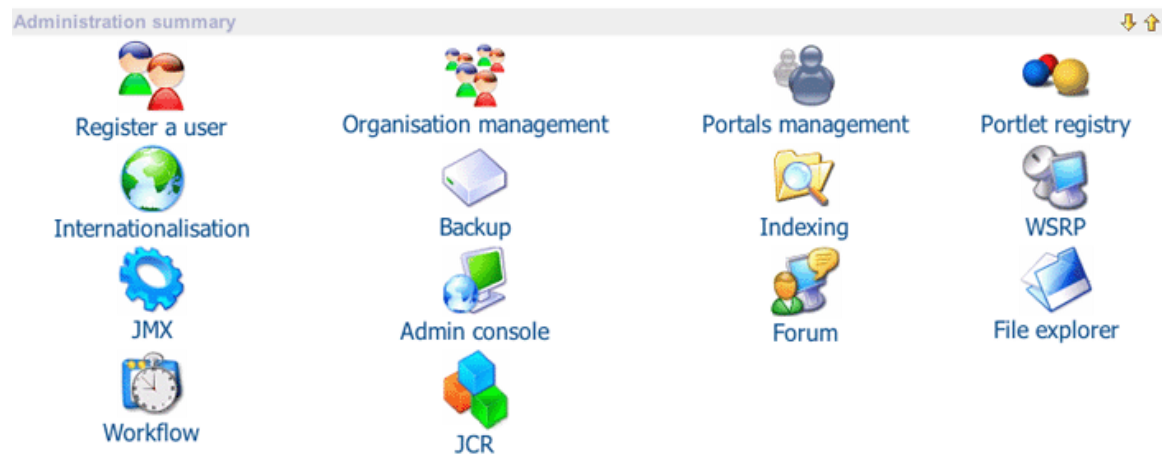 Administration summary
Register a user
Organisation management
Portals management
Portlet registry
Internationalisation
Backup
Indexing
WSRP
JMX
Admin console
Forum
File explorer
Workflow
JCR